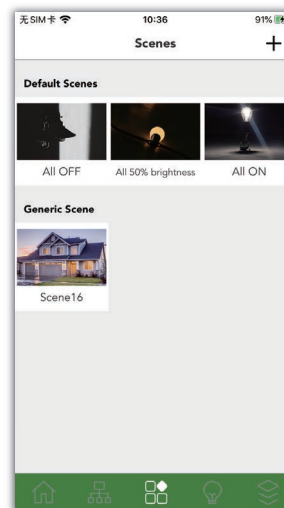 无SIM卡 10:36 91%
Scenes +
Default Scenes
All OFF All 50% brightness All ON
Generic Scene
Scene16